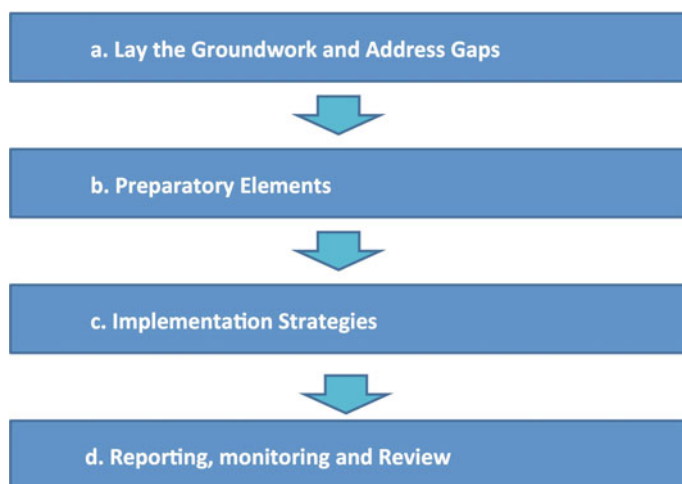 a. Lay the Groundwork and Address Gaps
b. Preparatory Elements
c. Implementation Strategies
d. Reporting, monitoring and Review